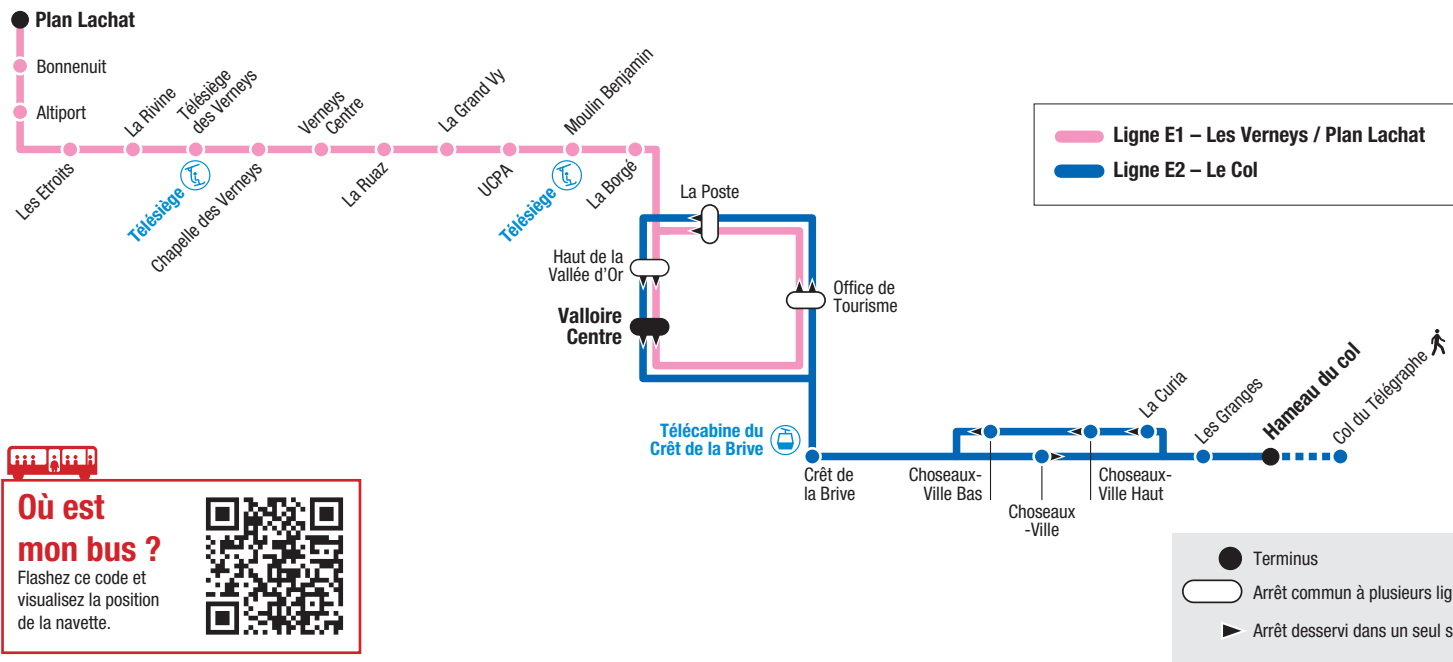 Plan Lachat
Bonnenuit
Altiport
Les Etroits
La Rivine
Télésiège
des Verneys
Télésiège
Chapelle des Verneys
Verneys
Centre
La Ruaz
La Grand Vy
UCPA
Moulin Benjamin
Télésiège
La Borgé
Ligne E1 – Les Verneys / Plan Lachat
Ligne E2 – Le Col
La Poste
Haut de la
Vallée d'Or
Valloire
Centre
Office de
Tourisme
Télécabine du
Crêt de la Brive
Crêt de
la Brive
Choseaux-
Ville Bas
Choseaux
-Ville
Choseaux-
Ville Haut
La Curia
Les Granges
Hameau du col
Col du Télégraphe
Où est
mon bus ?
Flashez ce code et
visualisez la position
de la navette.
Terminus
Arrêt commun à plusieurs lig
Arrêt desservi dans un seul s